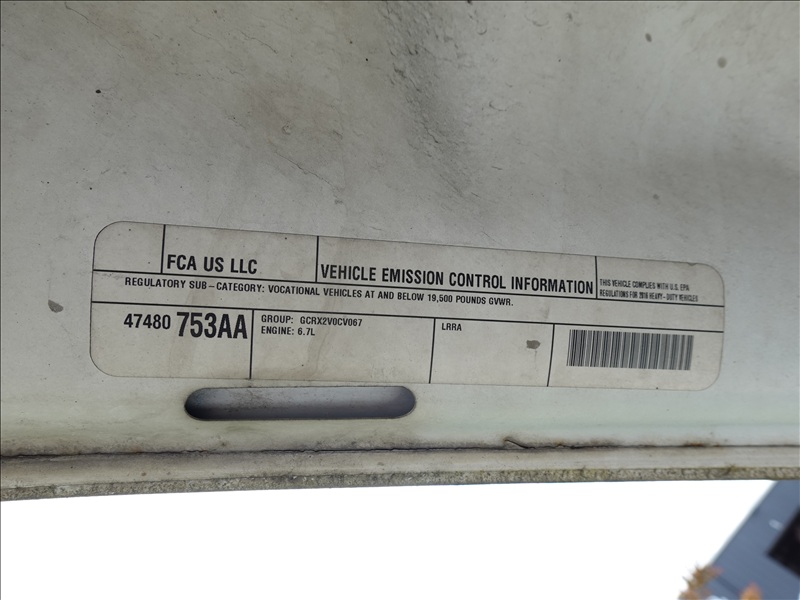 FCA US LLC
VEHICLE EMISSION CONTROL INFORMATION
THIS VEHICLE COMPLIES WITH U.S. EPA
REGULATIONS FOR 2016 HEAVY-DUTY VEHICLES
REGULATORY SUB-CATEGORY: VOCATIONAL VEHICLES AT AND BELOW 19,500 POUNDS GVWR.
47480 753AA
GROUP: GCRX2VOCV067
ENGINE: 6.7L
LRRA